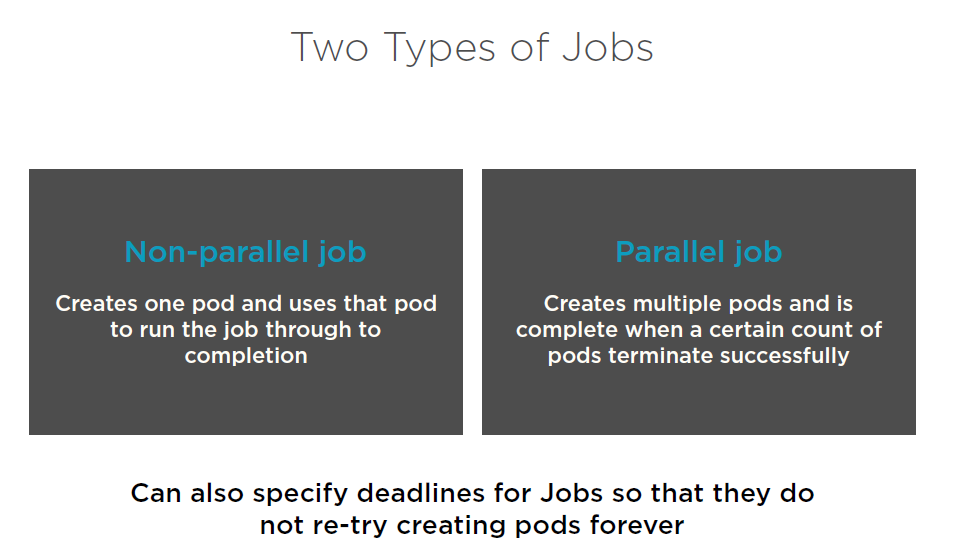 Two Types of Jobs
Non-parallel job
Creates one pod and uses that pod
to run the job through to
completion
Parallel job
Creates multiple pods and is
complete when a certain count of
pods terminate successfully
Can also specify deadlines for Jobs so that they do
not re-try creating pods forever